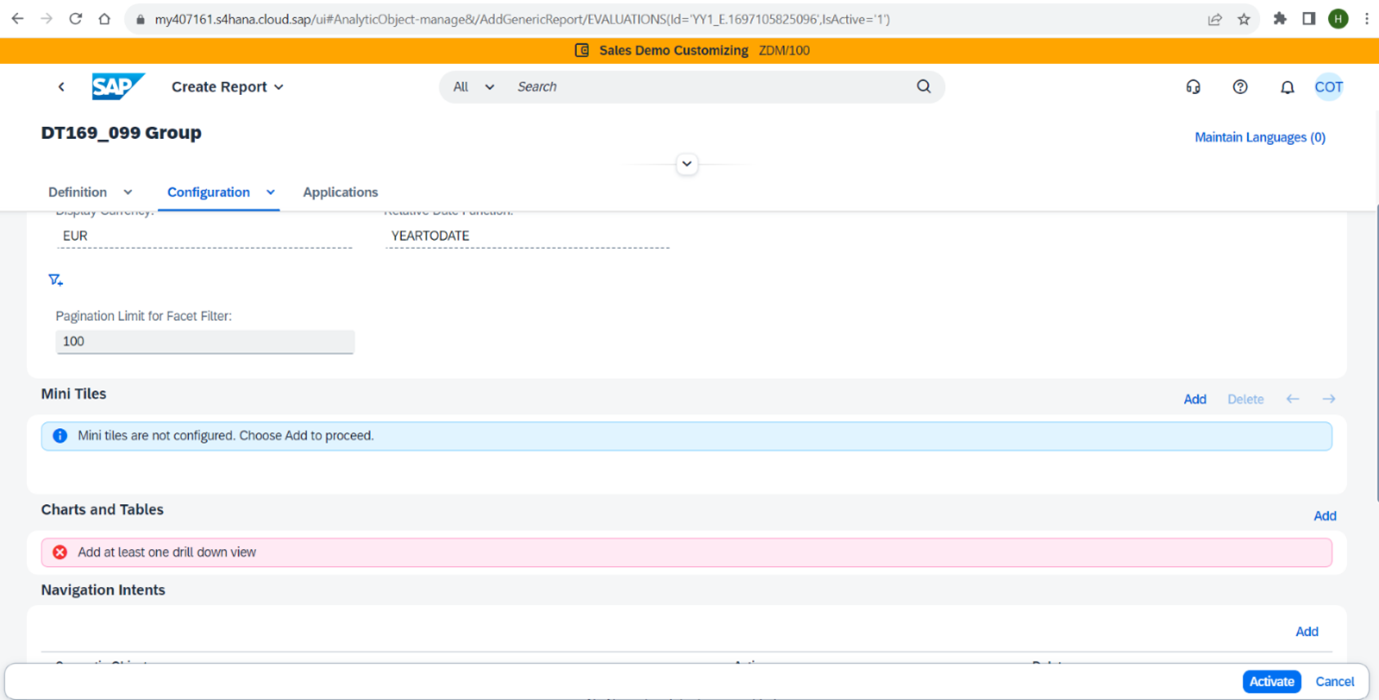 my407161.s4hana.cloud.sap/ui#AnalyticObject-manage&/AddGenericReport/EVALUATIONS(Id='YY1_E.1697105825096',IsActive='1')
H
Sales Demo Customizing ZDM/100
SAP Create Report All Search COT
DT169_099 Group
Maintain Languages (0)
Definition Configuration Applications
Display Currency: Relative Date Function:
EUR YEARTODATE
Pagination Limit for Facet Filter:
100
Mini Tiles
Add Delete
Mini tiles are not configured. Choose Add to proceed.
Charts and Tables
Add
Add at least one drill down view
Navigation Intents
Add
Activate Cancel